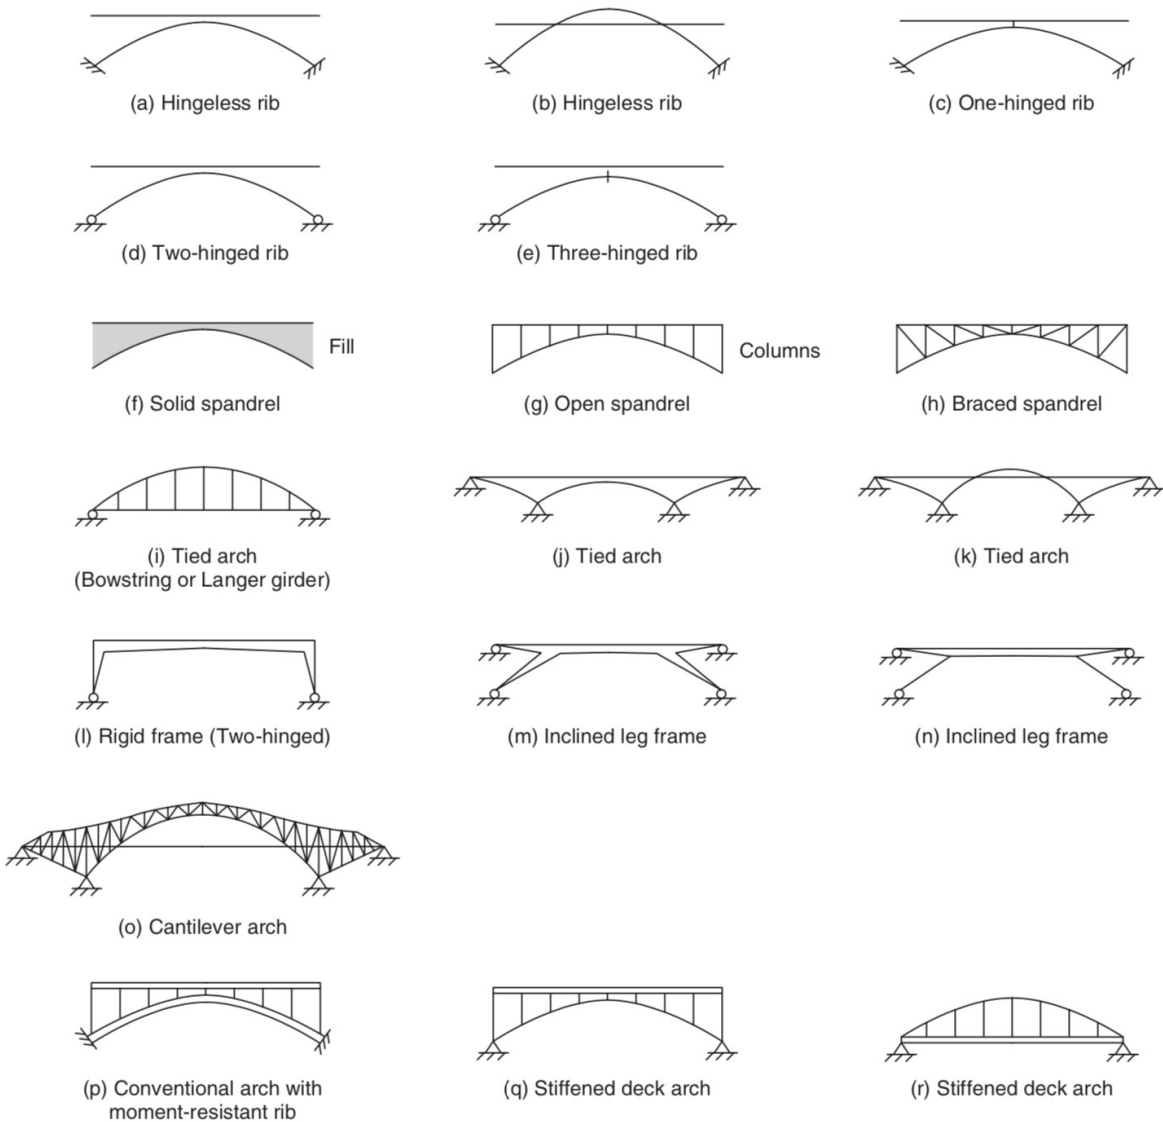 (a) Hingeless rib
(b) Hingeless rib
(c) One-hinged rib
(d) Two-hinged rib
(e) Three-hinged rib
Fill
Columns
(f) Solid spandrel
(g) Open spandrel
(h) Braced spandrel
(i) Tied arch
(Bowstring or Langer girder)
(j) Tied arch
(k) Tied arch
(l) Rigid frame (Two-hinged)
(m) Inclined leg frame
(n) Inclined leg frame
(o) Cantilever arch
(p) Conventional arch with
moment-resistant rib
(q) Stiffened deck arch
(r) Stiffened deck arch